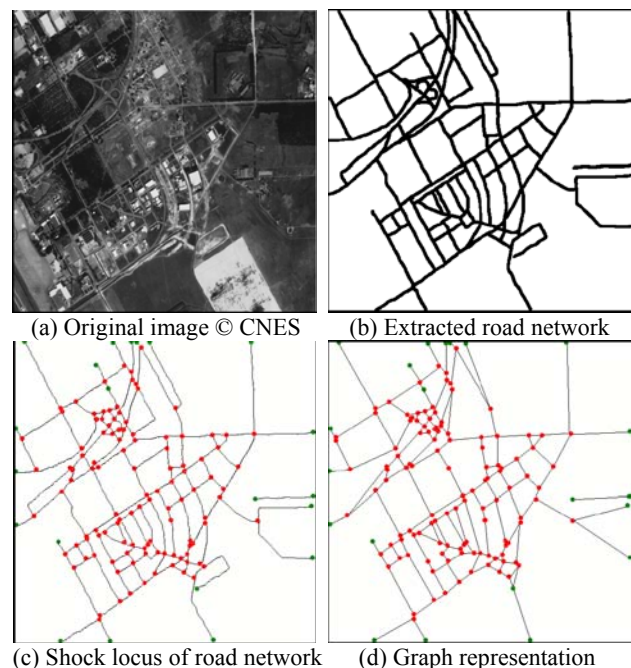 (a) Original image © CNES
(b) Extracted road network
(c) Shock locus of road network
(d) Graph representation